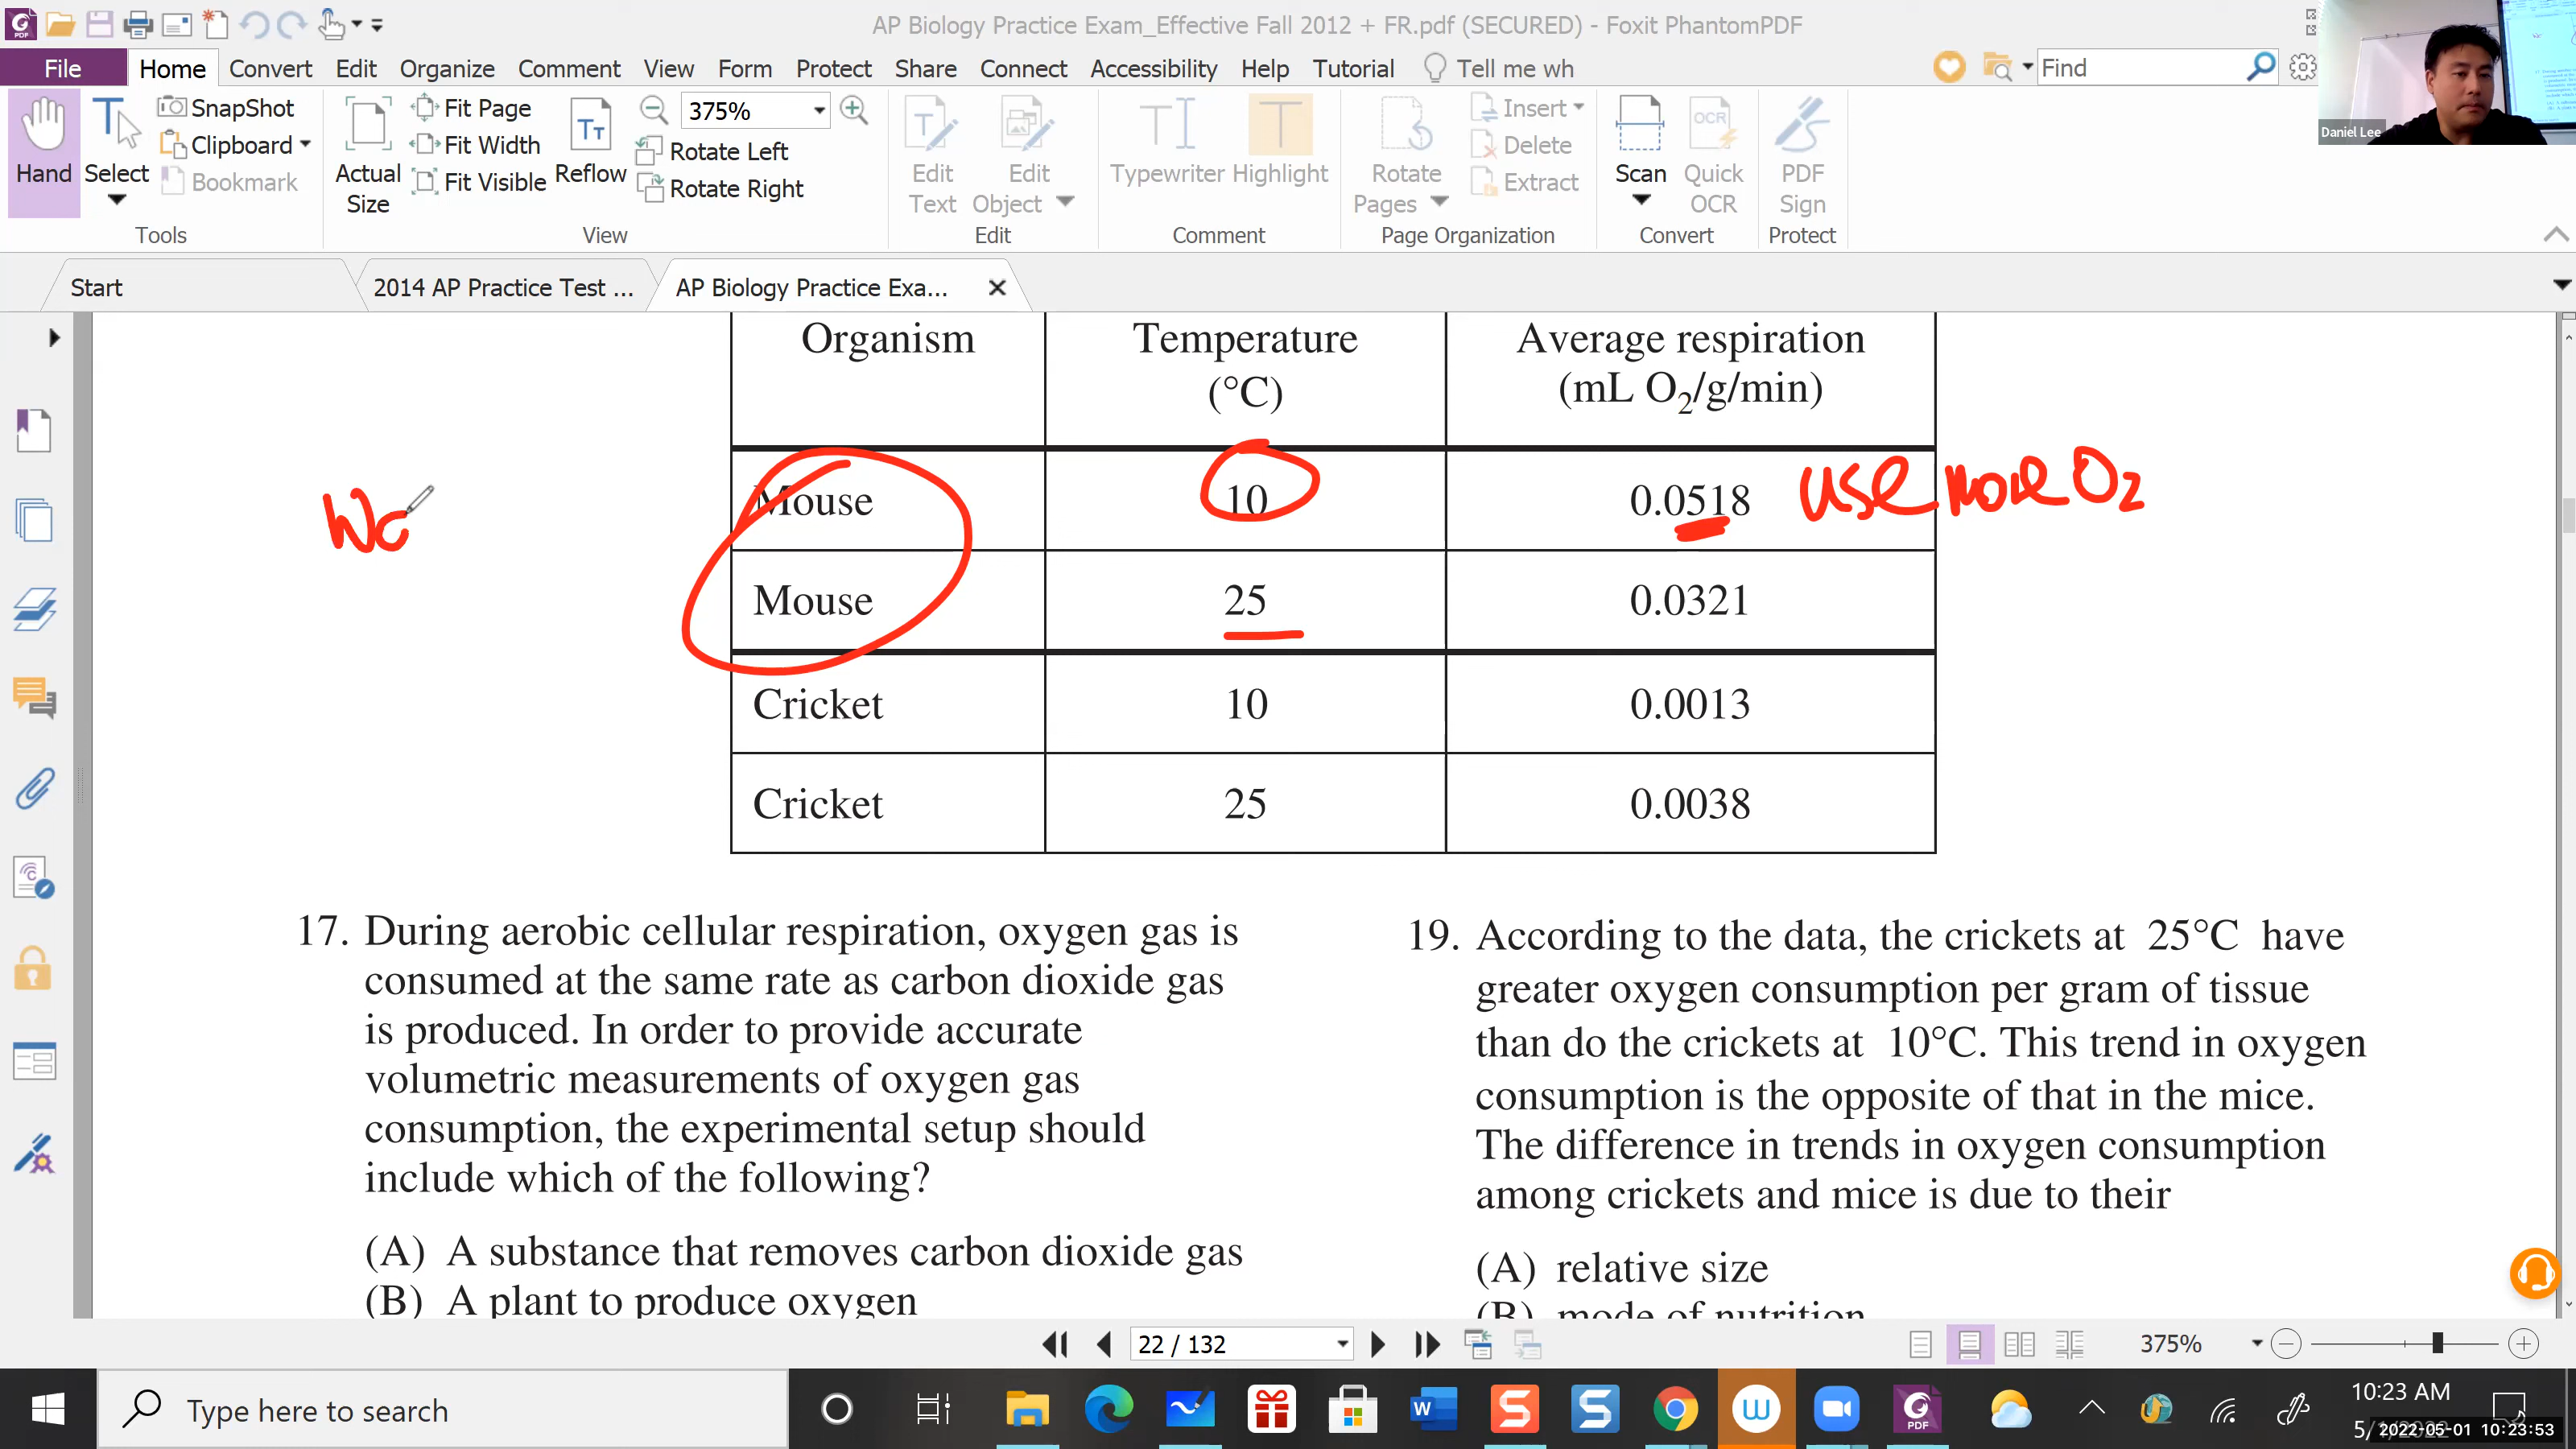 AP Biology Practice Exam_Effective Fall 2012 + FR.pdf (SECURED) - Foxit PhantomPDF
File Home Convert Edit Organize Comment View Form Protect Share Connect Accessibility Help Tutorial Tell me wh Find
Hand
Select
SnapShot
Clipboard
Bookmark
Tools
Actual Size
Fit Page
Fit Width
Fit Visible
Reflow
375%
Rotate Left
Rotate Right
View
Edit Text
Edit Object
Edit
Typewriter
Highlight
Comment
Rotate Pages
Insert
Delete
Extract
Page Organization
Scan
Quick OCR
Convert
PDF Sign
Protect
Daniel Lee
Start
2014 AP Practice Test ...
AP Biology Practice Exa...
Organism Temperature (°C) Average respiration (mL O2/g/min)
Mouse 10 0.0518 use more O2
Mouse 25 0.0321
Cricket 10 0.0013
Cricket 25 0.0038
17. During aerobic cellular respiration, oxygen gas is
consumed at the same rate as carbon dioxide gas
is produced. In order to provide accurate
volumetric measurements of oxygen gas
consumption, the experimental setup should
include which of the following?
(A) A substance that removes carbon dioxide gas
(B) A plant to produce oxygen
19. According to the data, the crickets at 25°C have
greater oxygen consumption per gram of tissue
than do the crickets at 10°C. This trend in oxygen
consumption is the opposite of that in the mice.
The difference in trends in oxygen consumption
among crickets and mice is due to their
(A) relative size
(B) mode of nutrition
22 / 132
375%
Type here to search
10:23 AM
2022-05-01 10:23:53